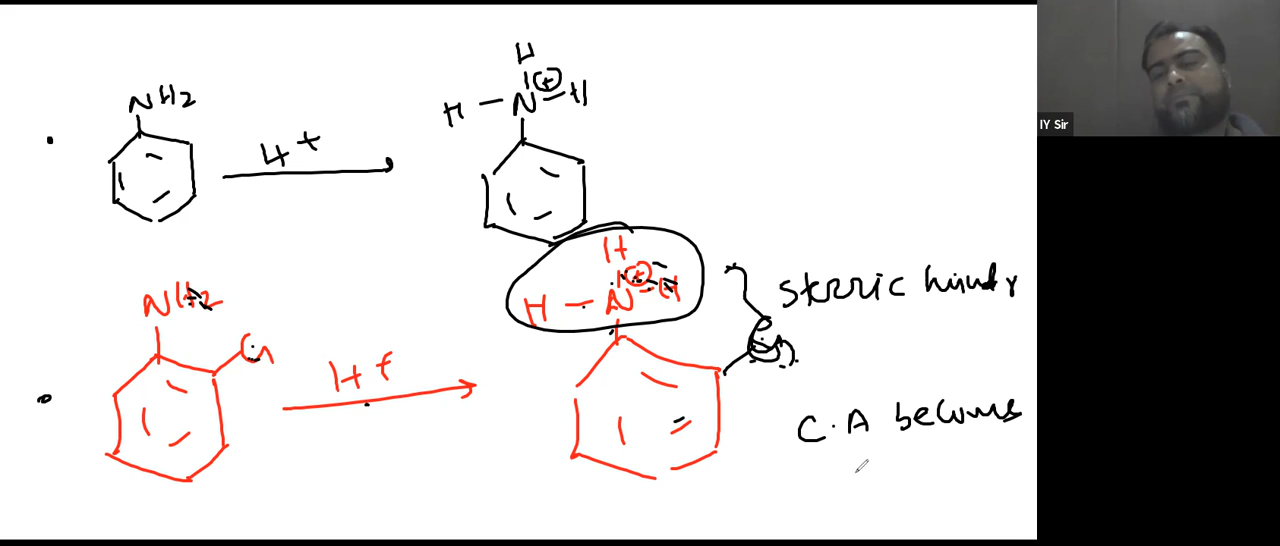 NH2
H
H – N ⊕ H
H+
IY Sir
H
H – N ⊕ H
NH2
Steric hindr
H+
C.A becomes